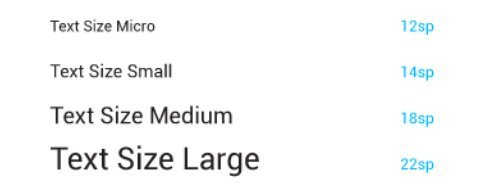 Text Size Micro 12sp
Text Size Small 14sp
Text Size Medium 18sp
Text Size Large 22sp